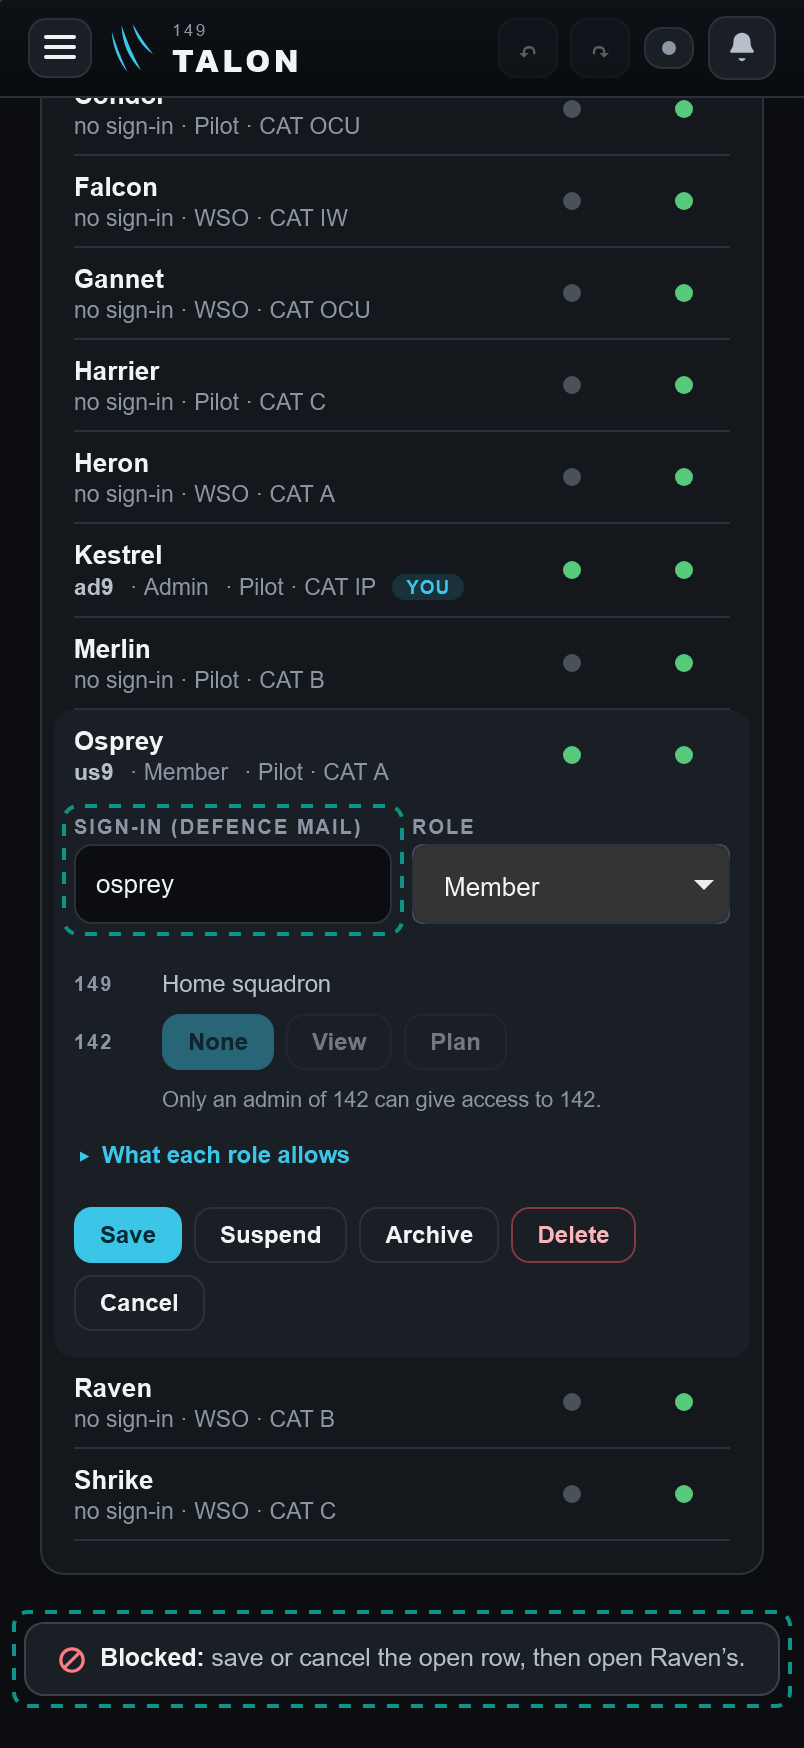 149
TALON
Condor
no sign-in · Pilot · CAT OCU
Falcon
no sign-in · WSO · CAT IW
Gannet
no sign-in · WSO · CAT OCU
Harrier
no sign-in · Pilot · CAT C
Heron
no sign-in · WSO · CAT A
Kestrel
ad9 · Admin · Pilot · CAT IP YOU
Merlin
no sign-in · Pilot · CAT B
Osprey
us9 · Member · Pilot · CAT A
SIGN-IN (DEFENCE MAIL) ROLE
osprey Member
149 Home squadron
142 None View Plan
Only an admin of 142 can give access to 142.
▸ What each role allows
Save Suspend Archive Delete
Cancel
Raven
no sign-in · WSO · CAT B
Shrike
no sign-in · WSO · CAT C
Blocked: save or cancel the open row, then open Raven’s.